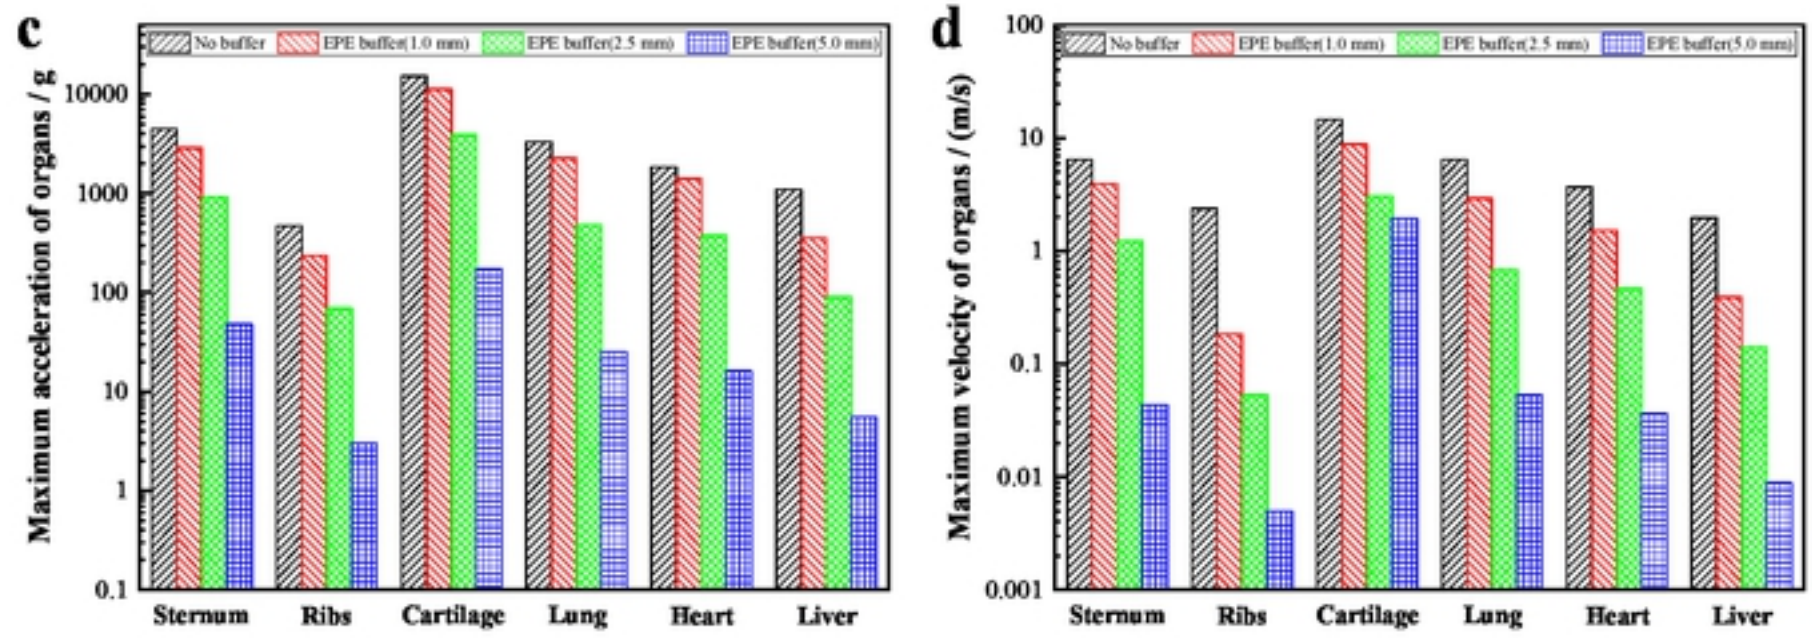 c
No buffer EPE buffer(1.0 mm) EPE buffer(2.5 mm) EPE buffer(5.0 mm)
Maximum acceleration of organs / g
10000
1000
100
10
1
0.1
Sternum Ribs Cartilage Lung Heart Liver
d
No buffer EPE buffer(1.0 mm) EPE buffer(2.5 mm) EPE buffer(5.0 mm)
Maximum velocity of organs / (m/s)
100
10
1
0.1
0.01
0.001
Sternum Ribs Cartilage Lung Heart Liver